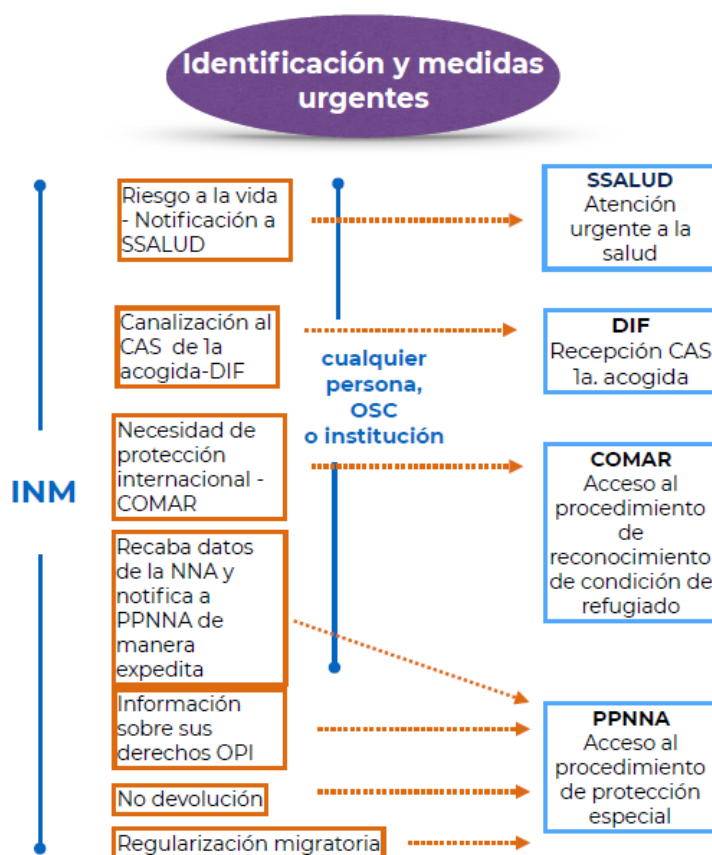 Identificación y medidas
urgentes
INM
Riesgo a la vida
- Notificación a
SSALUD
Canalización al
CAS de 1a
acogida-DIF
Necesidad de
protección
internacional -
COMAR
Recaba datos
de la NNA y
notifica a
PPNNA de
manera
expedita
Información
sobre sus
derechos OPI
No devolución
Regularización migratoria
cualquier
persona,
OSC
o institución
SSALUD
Atención
urgente a la
salud
DIF
Recepción CAS
1a. acogida
COMAR
Acceso al
procedimiento
de
reconocimiento
de condición de
refugiado
PPNNA
Acceso al
procedimiento
de protección
especial